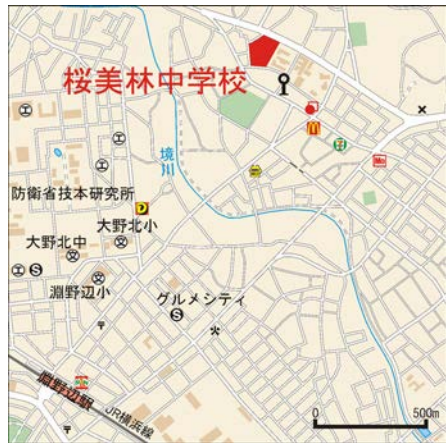 桜美林中学校
境川
防衛省技本研究所
大野北小
大野北中
淵野辺小
グルメシティ
淵野辺駅
JR横浜線
0
500m